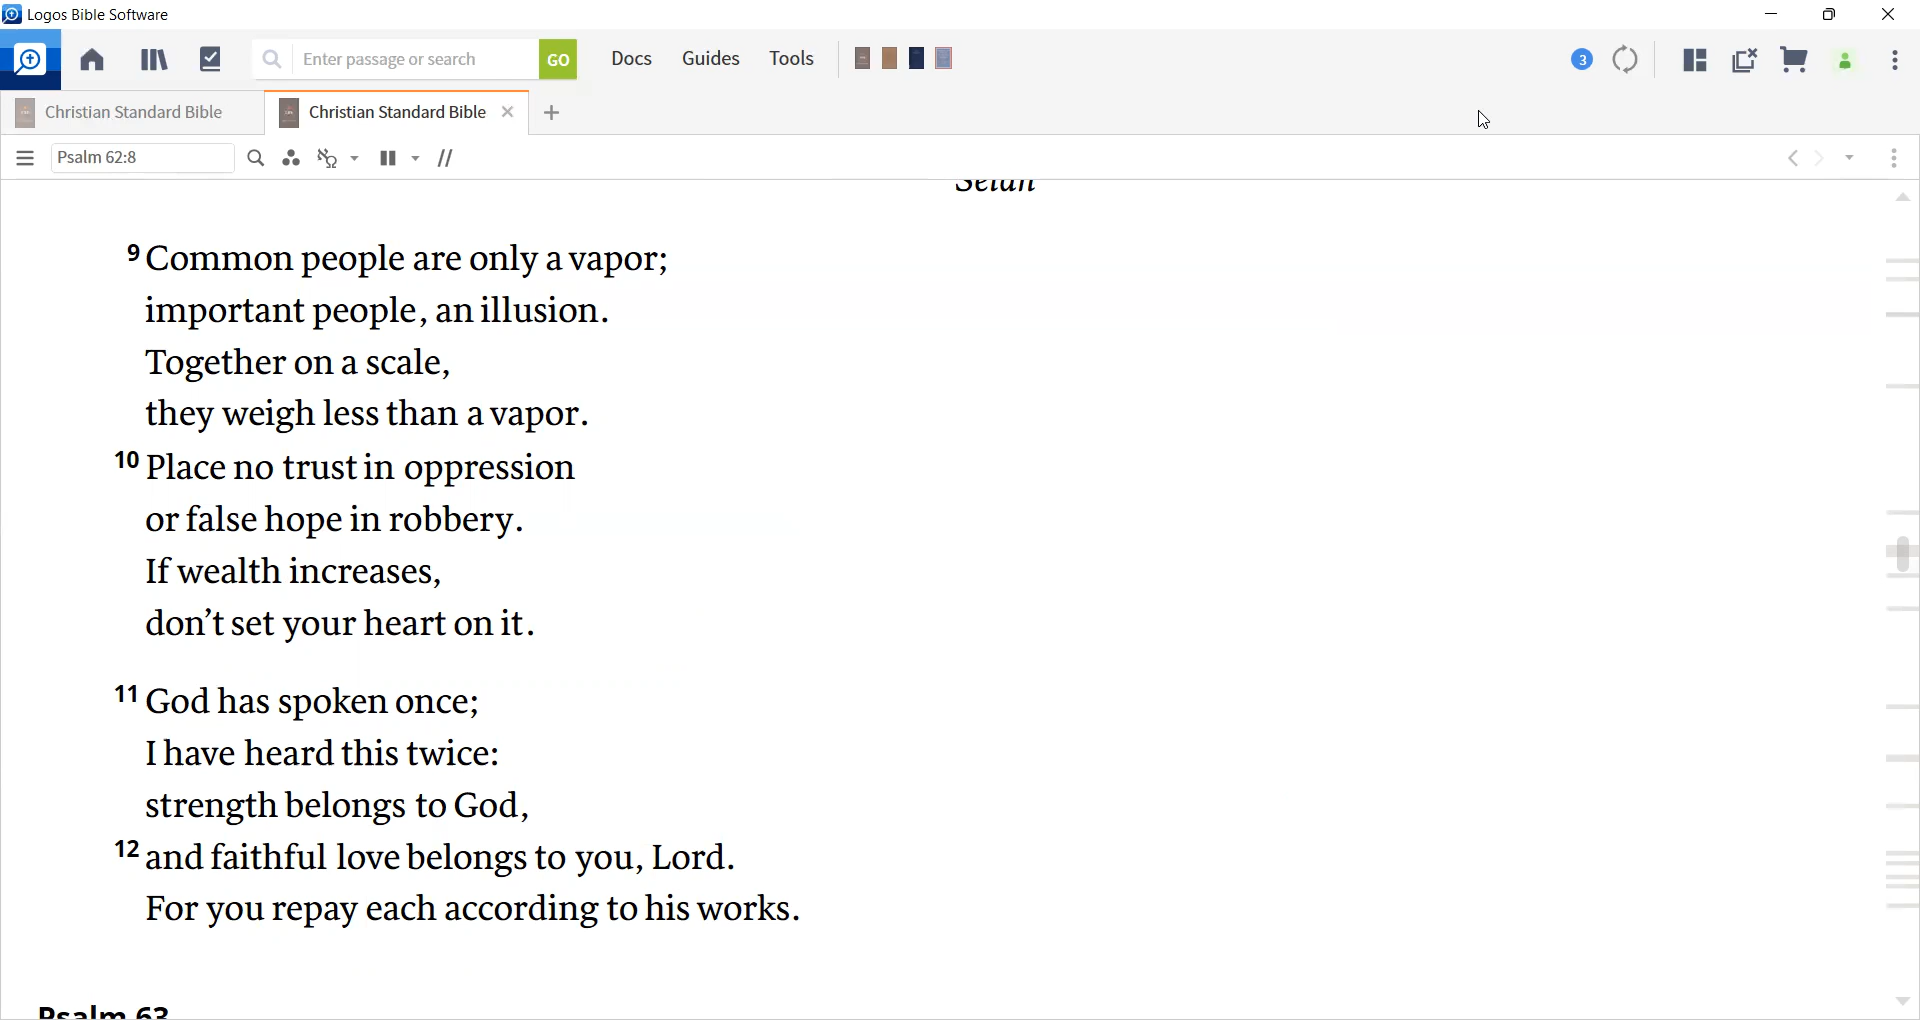 Logos Bible Software
Enter passage or search
GO
Docs
Guides
Tools
3
Christian Standard Bible
Christian Standard Bible
Psalm 62:8
Selah
9 Common people are only a vapor;
important people, an illusion.
Together on a scale,
they weigh less than a vapor.
10 Place no trust in oppression
or false hope in robbery.
If wealth increases,
don’t set your heart on it.
11 God has spoken once;
I have heard this twice:
strength belongs to God,
12 and faithful love belongs to you, Lord.
For you repay each according to his works.
Psalm 63